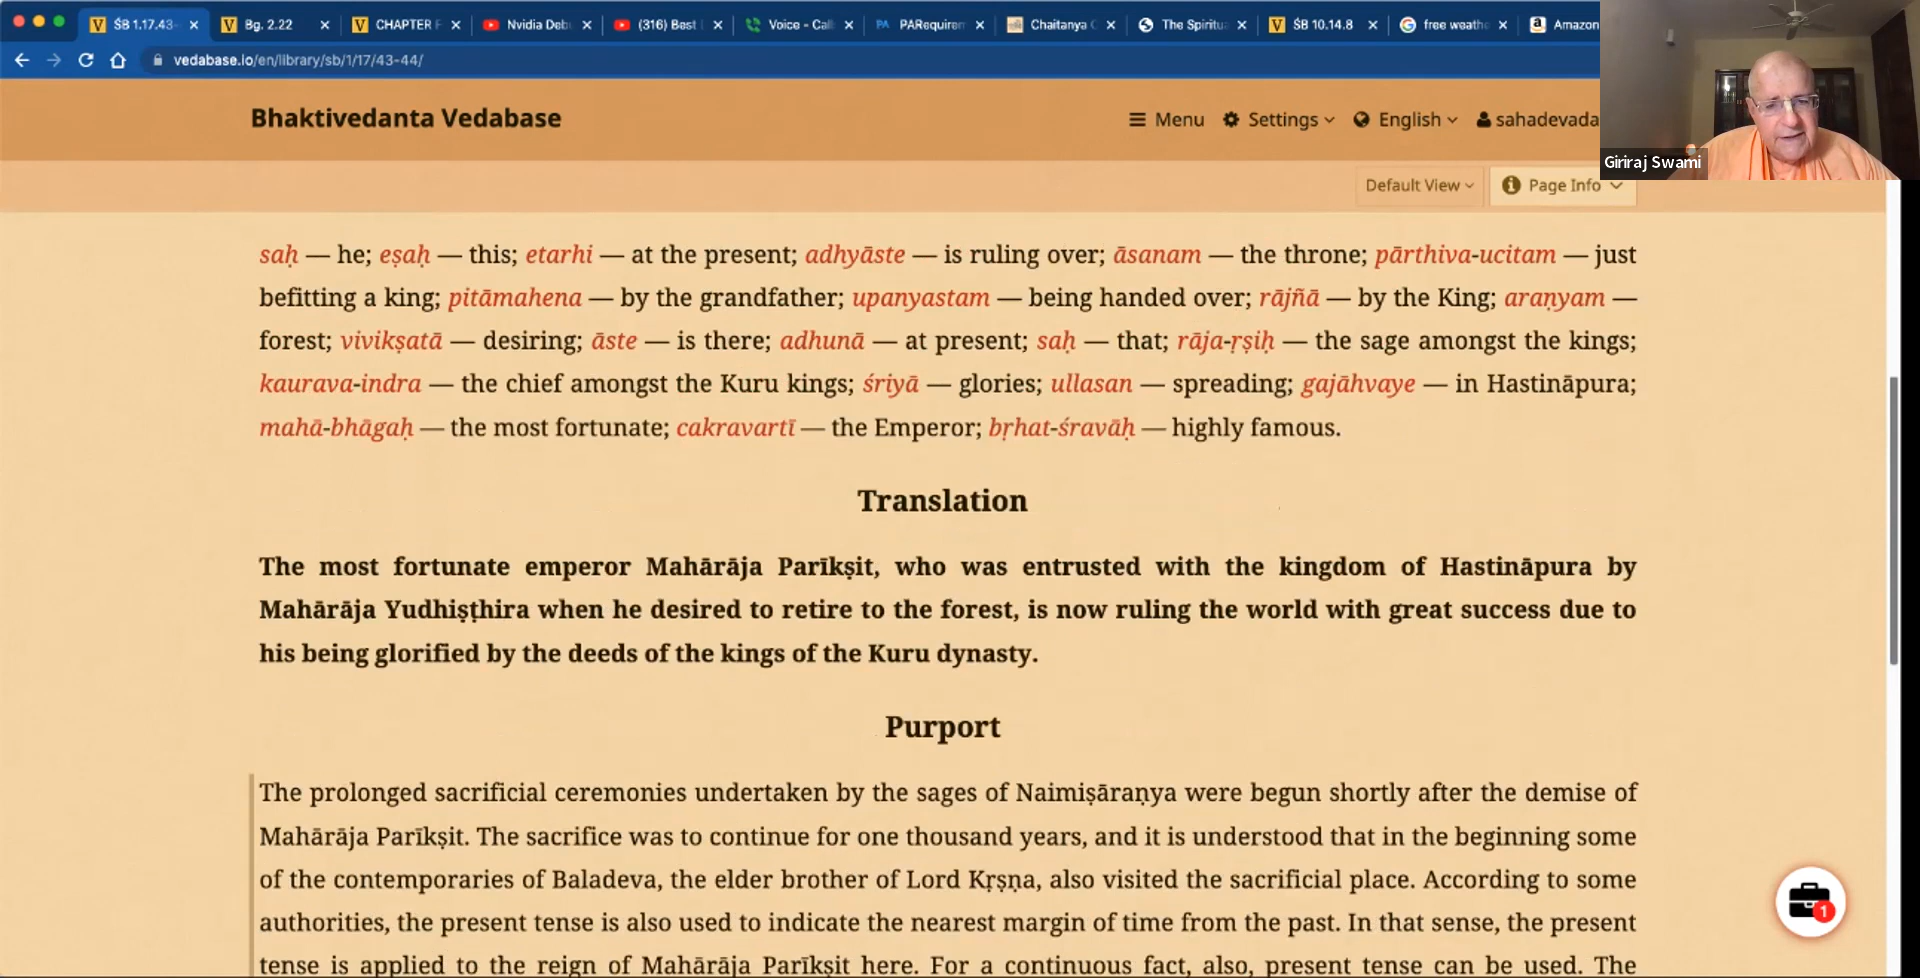 ŚB 1.17.43-
Bg. 2.22
CHAPTER F
Nvidia Deb
(316) Best
Voice - Call
PARequirem
Chaitanya C
The Spiritua
ŚB 10.14.8
free weathe
Amazon
vedabase.io/en/library/sb/1/17/43-44/
Bhaktivedanta Vedabase
Menu
Settings
English
sahadevada
Giriraj Swami
Default View
Page Info
saḥ — he; eṣaḥ — this; etarhi — at the present; adhyāste — is ruling over; āsanam — the throne; pārthiva-ucitam — just
befitting a king; pitāmahena — by the grandfather; upanyastam — being handed over; rājñā — by the King; araṇyam —
forest; vivikṣatā — desiring; āste — is there; adhunā — at present; saḥ — that; rāja-ṛṣiḥ — the sage amongst the kings;
kaurava-indra — the chief amongst the Kuru kings; śriyā — glories; ullasan — spreading; gajāhvaye — in Hastināpura;
mahā-bhāgaḥ — the most fortunate; cakravartī — the Emperor; bṛhat-śravāḥ — highly famous.
Translation
The most fortunate emperor Mahārāja Parīkṣit, who was entrusted with the kingdom of Hastināpura by
Mahārāja Yudhiṣṭhira when he desired to retire to the forest, is now ruling the world with great success due to
his being glorified by the deeds of the kings of the Kuru dynasty.
Purport
The prolonged sacrificial ceremonies undertaken by the sages of Naimiṣāraṇya were begun shortly after the demise of
Mahārāja Parīkṣit. The sacrifice was to continue for one thousand years, and it is understood that in the beginning some
of the contemporaries of Baladeva, the elder brother of Lord Kṛṣṇa, also visited the sacrificial place. According to some
authorities, the present tense is also used to indicate the nearest margin of time from the past. In that sense, the present
tense is applied to the reign of Mahārāja Parīkṣit here. For a continuous fact, also, present tense can be used. The
1